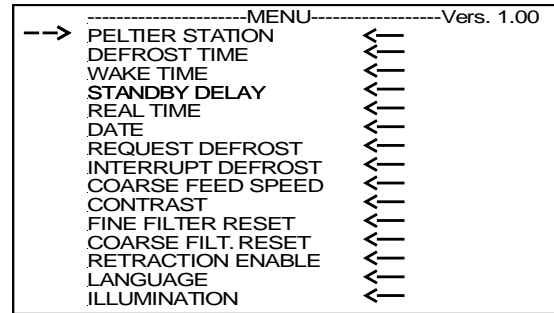 ----------------------MENU-----------------Vers. 1.00
PELTIER STATION
DEFROST TIME
WAKE TIME
STANDBY DELAY
REAL TIME
DATE
REQUEST DEFROST
INTERRUPT DEFROST
COARSE FEED SPEED
CONTRAST
FINE FILTER RESET
COARSE FILT. RESET
RETRACTION ENABLE
LANGUAGE
ILLUMINATION